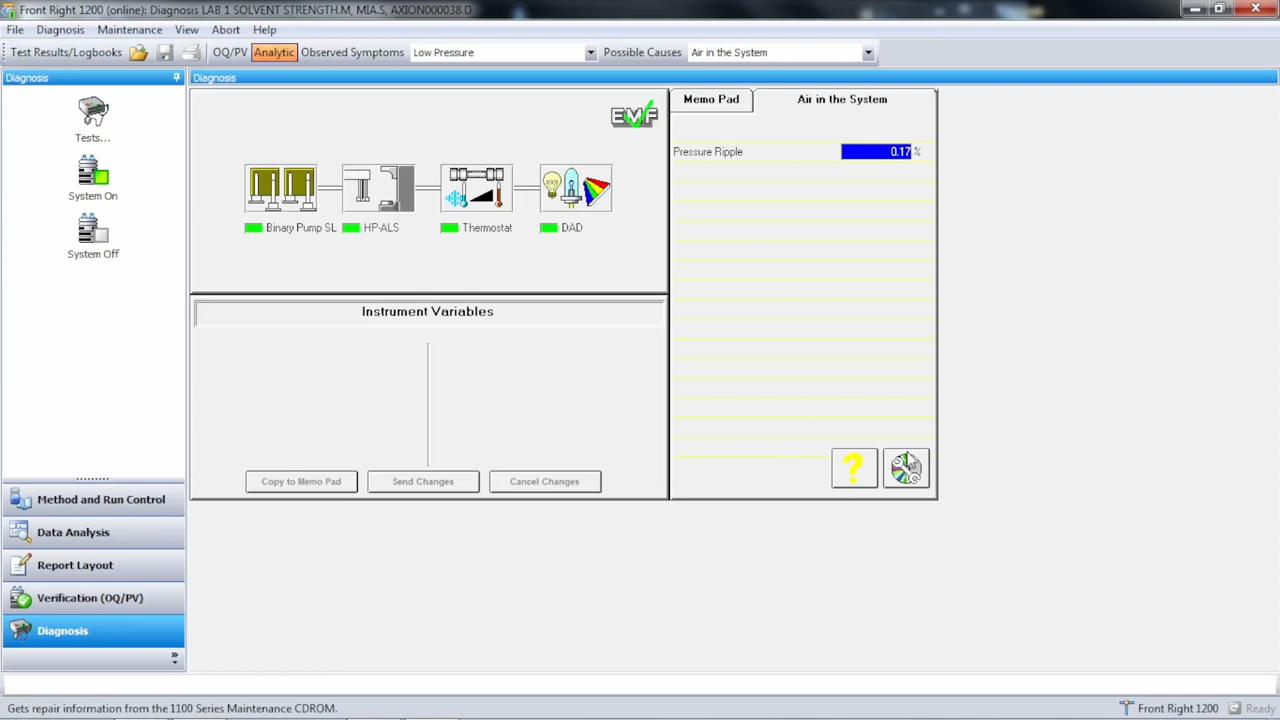 Front Right 1200 (online): Diagnosis LAB 1 SOLVENT STRENGTH.M, MIA.S, AXION000038.D
File Diagnosis Maintenance View Abort Help
Test Results/Logbooks OQ/PV Analytic Observed Symptoms Low Pressure Possible Causes Air in the System
Diagnosis
Tests...
System On
System Off
Method and Run Control
Data Analysis
Report Layout
Verification (OQ/PV)
Diagnosis
Diagnosis
EMF
Binary Pump SL HP-ALS Thermostat DAD
Instrument Variables
Copy to Memo Pad Send Changes Cancel Changes
Memo Pad Air in the System
Pressure Ripple 0.17 %
?
Gets repair information from the 1100 Series Maintenance CDROM. Front Right 1200 Ready